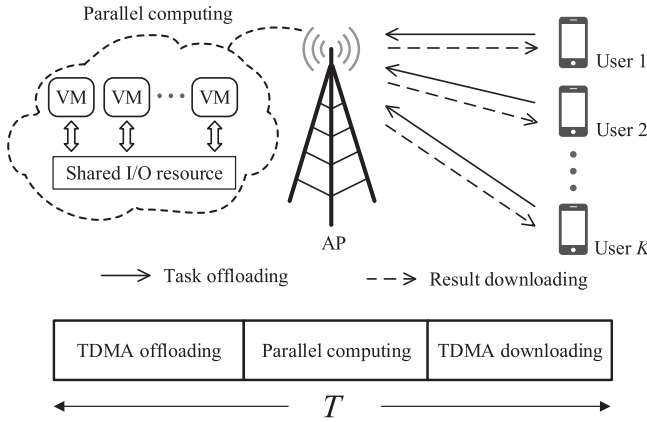 Parallel computing
VM VM VM
Shared I/O resource
AP
User 1
User 2
User K
Task offloading
Result downloading
TDMA offloading Parallel computing TDMA downloading
T